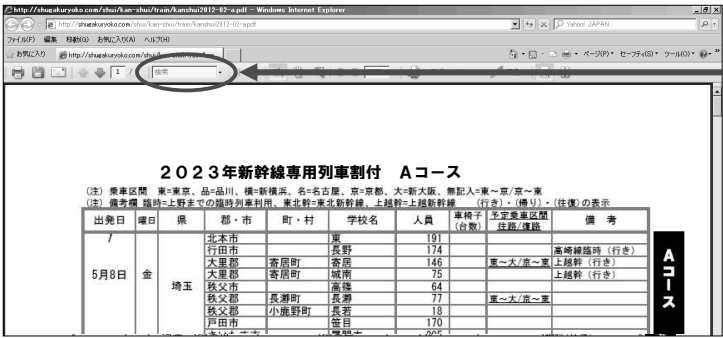 http://shugakuryoko.com/shui/kan-shui/train/kanshui2012-02-a.pdf - Windows Internet Explorer
http://shugakuryoko.com/shui/kan-shui/train/kanshui2012-02-a.pdf
Yahoo! JAPAN
ファイル(F) 編集 移動(G) お気に入り(A) ヘルプ(H)
お気に入り
ページ(P) セーフティ(S) ツール(O)
1 /
検索
2023年新幹線専用列車割付 Aコース
(注) 乗車区間 東=東京、品=品川、横=新横浜、名=名古屋、京=京都、大=新大阪、無記入=東～京/京～東
(注) 備考欄 臨時=上野までの臨時列車利用、東北幹=東北新幹線、上越幹=上越新幹線 (行き)・(帰り)・(往復)の表示
出発日 曜日 県 郡・市 町・村 学校名 人員 車椅子(台数) 予定乗車区間 往路/復路 備 考
北本市 東 191
行田市 長野 174 高崎線臨時 (行き)
大里郡 寄居町 寄居 146 東～大/京～東 上越幹 (行き)
5月8日 金 埼玉 大里郡 寄居町 城南 75 上越幹 (行き)
秩父市 高篠 64
秩父郡 長瀞町 長瀞 77 東～大/京～東
秩父郡 小鹿野町 長若 18
戸田市 笹目 170
Aコース